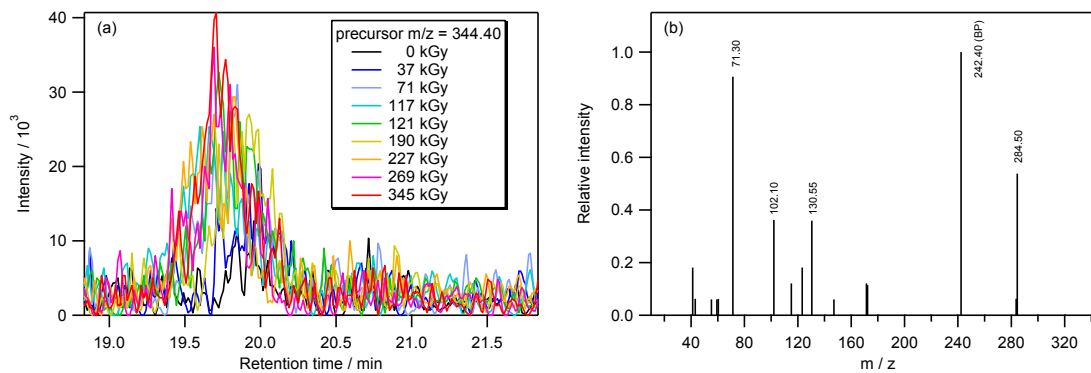 (a)
Intensity / 10³
40
30
20
10
0
19.0 19.5 20.0 20.5 21.0 21.5
Retention time / min
precursor m/z = 344.40
0 kGy
37 kGy
71 kGy
117 kGy
121 kGy
190 kGy
227 kGy
269 kGy
345 kGy
(b)
Relative intensity
1.0
0.8
0.6
0.4
0.2
0.0
71.30
102.10
130.55
242.40 (BP)
284.50
40 80 120 160 200 240 280 320
m / z